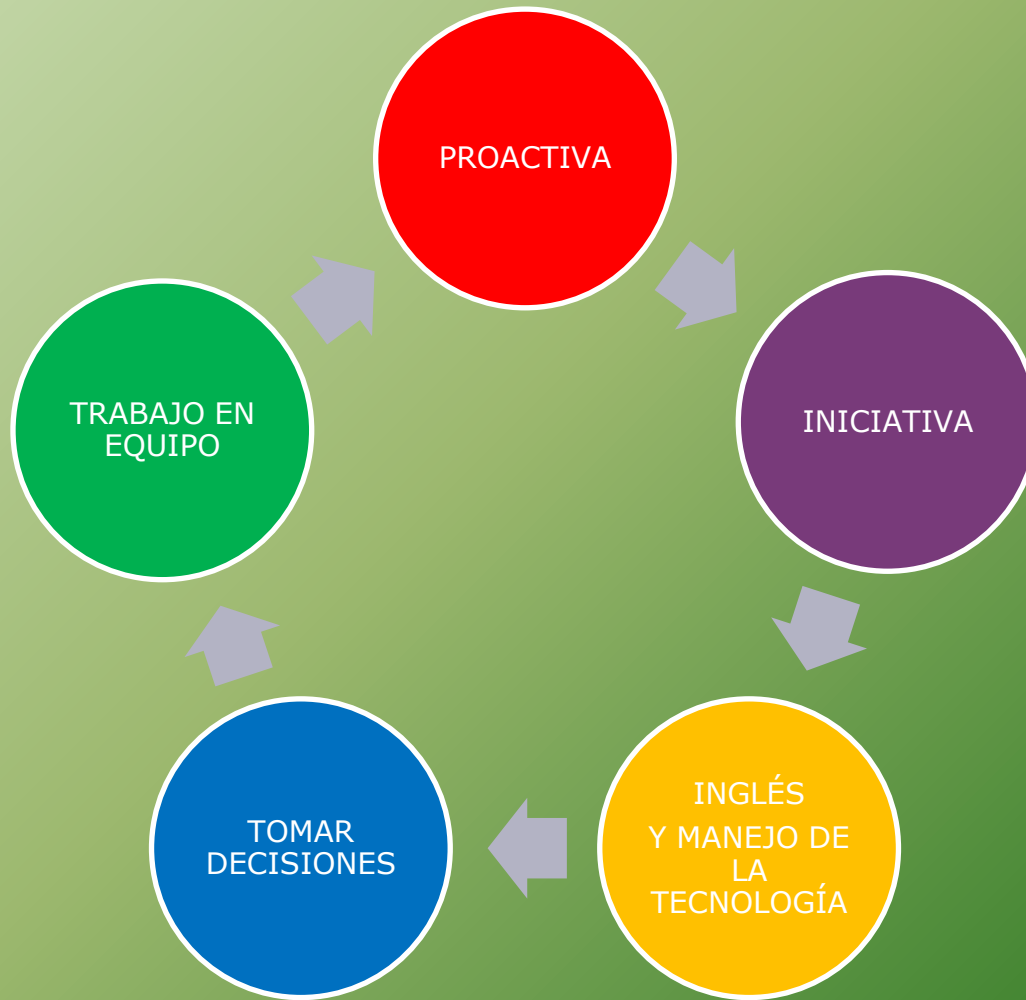 PROACTIVA
INICIATIVA
INGLÉS
Y MANEJO DE
LA
TECNOLOGÍA
TOMAR
DECISIONES
TRABAJO EN
EQUIPO